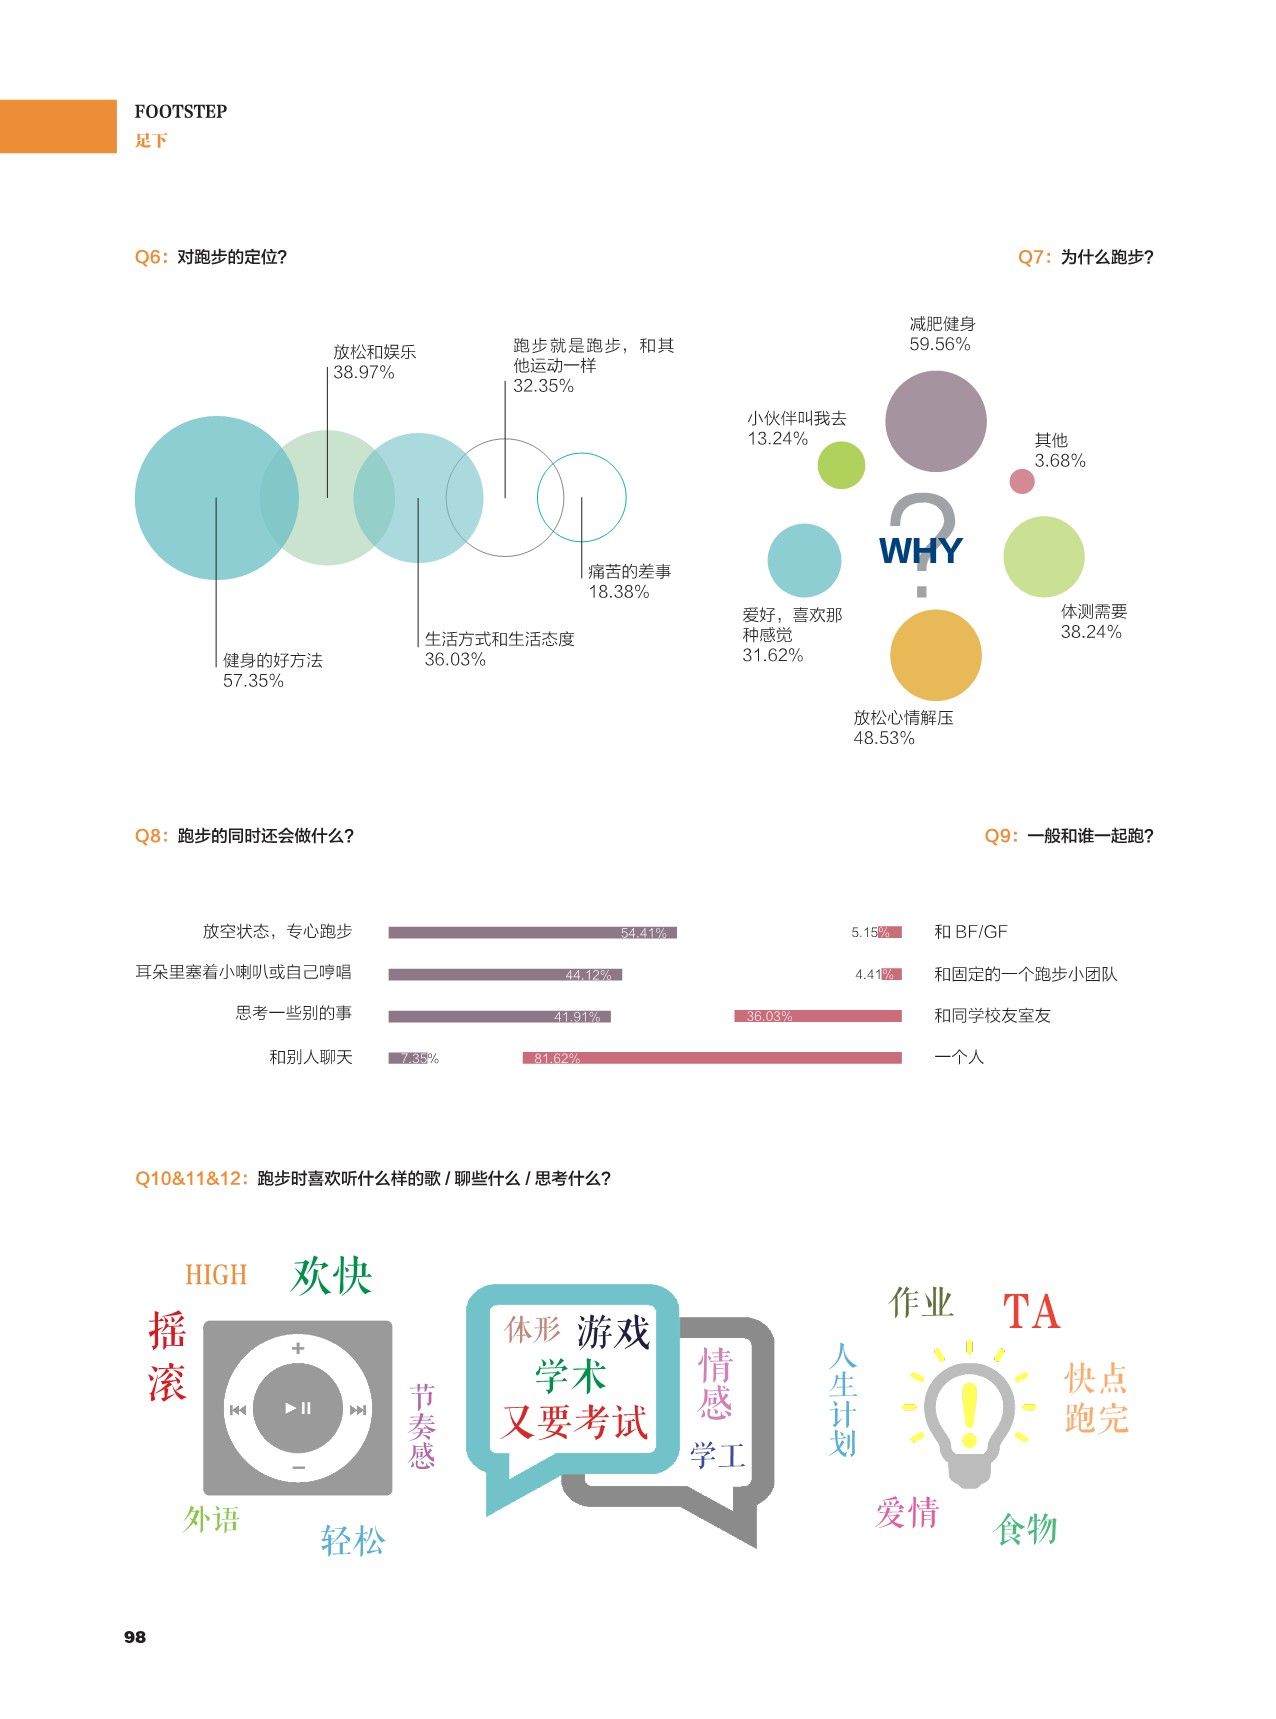 FOOTSTEP
足下
Q6：对跑步的定位？
放松和娱乐
38.97%
跑步就是跑步，和其
他运动一样
32.35%
痛苦的差事
18.38%
生活方式和生活态度
36.03%
健身的好方法
57.35%
Q7：为什么跑步？
减肥健身
59.56%
小伙伴叫我去
13.24%
其他
3.68%
WHY
?
爱好，喜欢那
种感觉
31.62%
体测需要
38.24%
放松心情解压
48.53%
Q8：跑步的同时还会做什么？
放空状态，专心跑步 54.41%
耳朵里塞着小喇叭或自己哼唱 44.12%
思考一些别的事 41.91%
和别人聊天 7.35%
Q9：一般和谁一起跑？
5.15% 和 BF/GF
4.41% 和固定的一个跑步小团队
36.03% 和同学校友室友
81.62% 一个人
Q10&11&12：跑步时喜欢听什么样的歌 / 聊些什么 / 思考什么？
HIGH
欢快
摇
滚
节奏感
外语
轻松
体形 游戏
学术
又要考试
情感
学工
作业
TA
人生计划
快点
跑完
爱情
食物
98